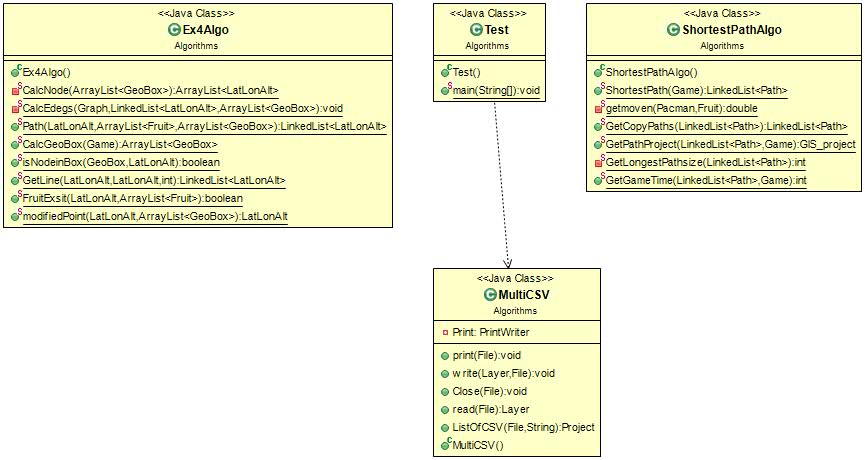 <<Java Class>>
Ex4Algo
Algorithms
Ex4Algo()
CalcNode(ArrayList<GeoBox>):ArrayList<LatLonAlt>
CalcEdegs(Graph,LinkedList<LatLonAlt>,ArrayList<GeoBox>):void
Path(LatLonAlt,ArrayList<Fruit>,ArrayList<GeoBox>):LinkedList<LatLonAlt>
CalcGeoBox(Game):ArrayList<GeoBox>
isNodeinBox(GeoBox,LatLonAlt):boolean
GetLine(LatLonAlt,LatLonAlt,int):LinkedList<LatLonAlt>
FruitExsit(LatLonAlt,ArrayList<Fruit>):boolean
modifiedPoint(LatLonAlt,ArrayList<GeoBox>):LatLonAlt
<<Java Class>>
Test
Algorithms
Test()
main(String[]):void
<<Java Class>>
ShortestPathAlgo
Algorithms
ShortestPathAlgo()
ShortestPath(Game):LinkedList<Path>
getmoven(Pacman,Fruit):double
GetCopyPaths(LinkedList<Path>):LinkedList<Path>
GetPathProject(LinkedList<Path>,Game):GIS_project
GetLongestPathsize(LinkedList<Path>):int
GetGameTime(LinkedList<Path>,Game):int
<<Java Class>>
MultiCSV
Algorithms
Print: PrintWriter
print(File):void
write(Layer,File):void
Close(File):void
read(File):Layer
ListOfCSV(File,String):Project
MultiCSV()